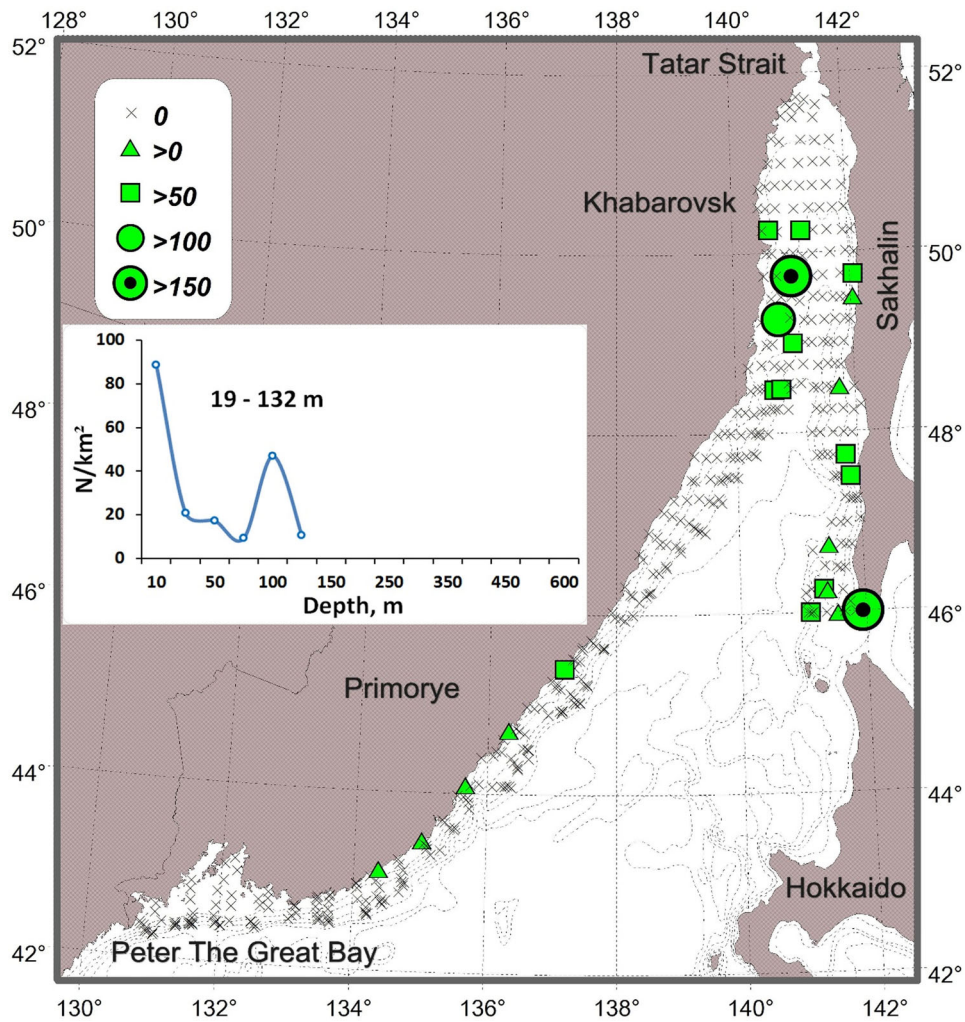 128 130 132 134 136 138 140 142
52°
52°
Tatar Strait
0
>0
>50
>100
>150
Khabarovsk
50°
50°
Sakhalin
100
80
60
40
20
0
N/km²
19 - 132 m
10 50 100 150 250 350 450 600
Depth, m
48°
48°
46°
46°
Primorye
44°
44°
Hokkaido
Peter The Great Bay
42°
42°
130 132 134 136 138 140 142